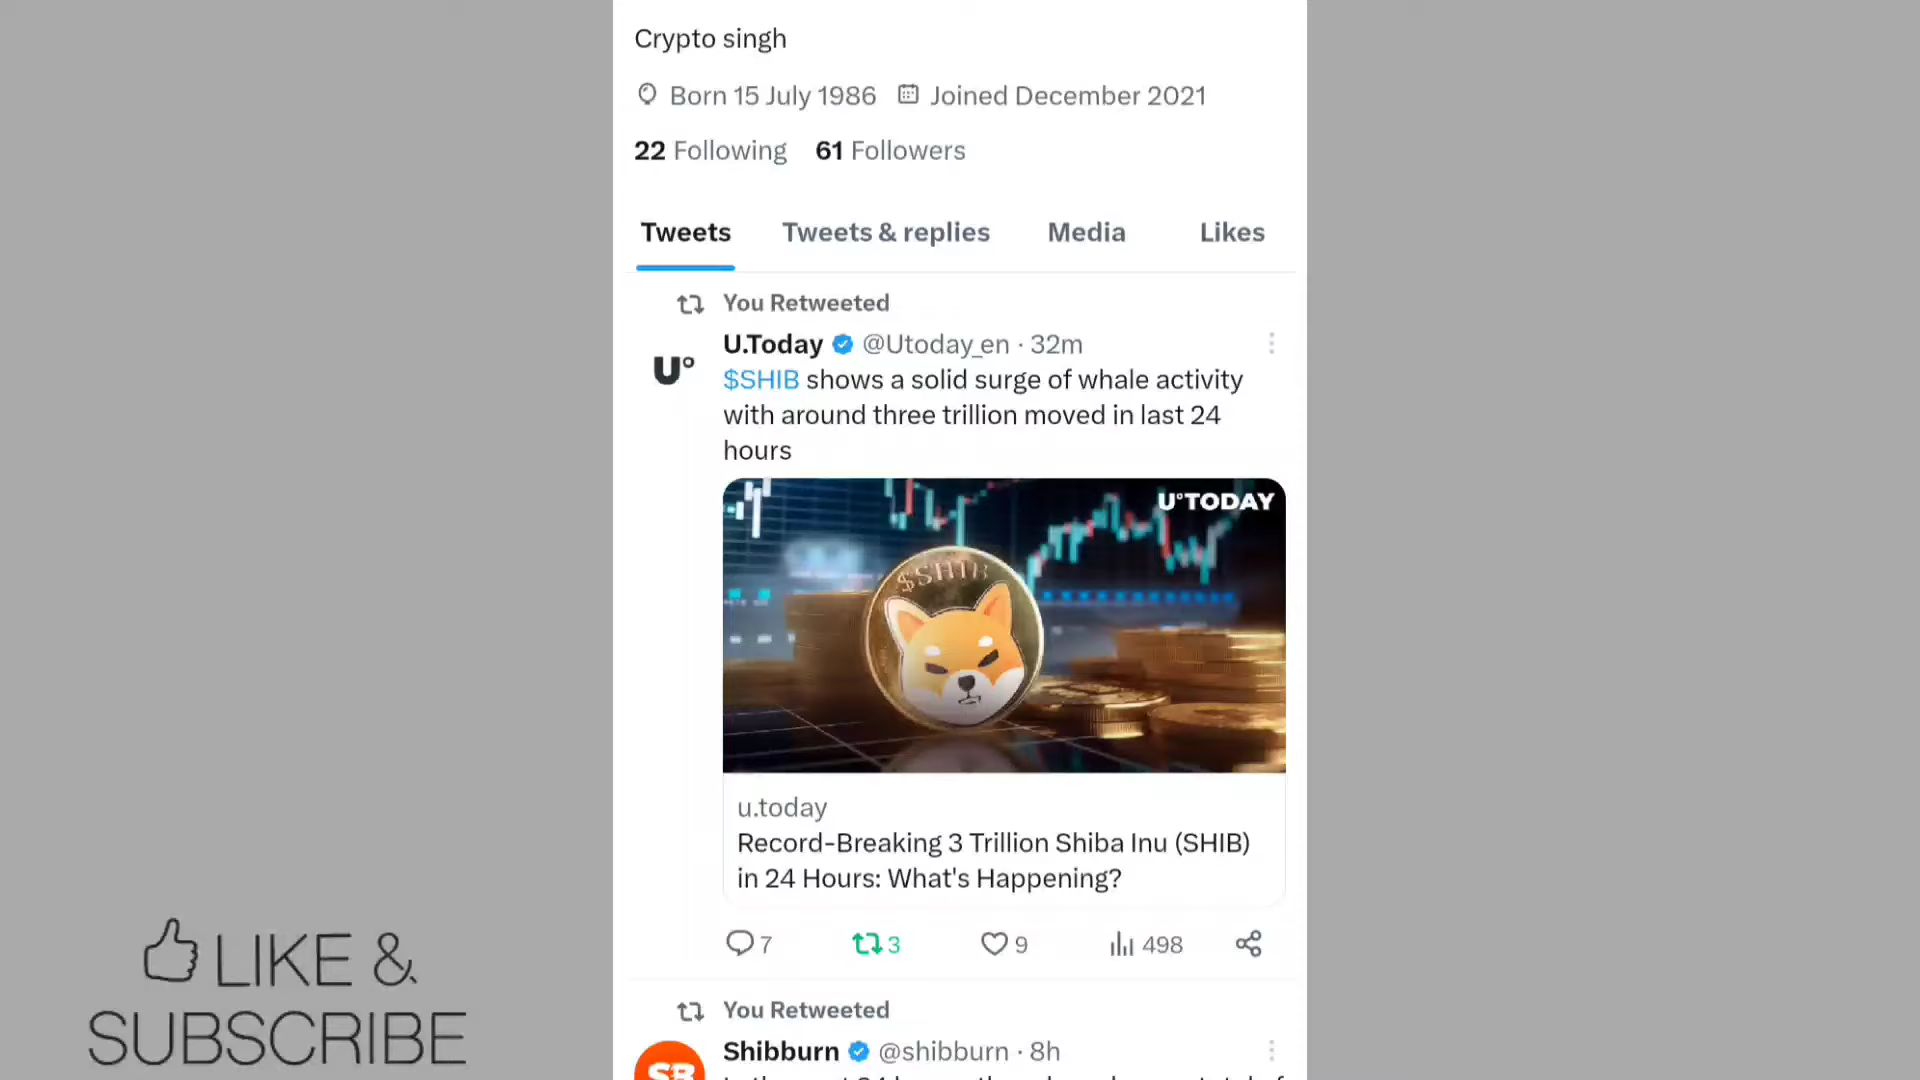 Crypto singh
Born 15 July 1986 Joined December 2021
22 Following 61 Followers
Tweets Tweets & replies Media Likes
You Retweeted
U.Today @Utoday_en · 32m
U°
$SHIB shows a solid surge of whale activity
with around three trillion moved in last 24
hours
U°TODAY
$SHIB
u.today
Record-Breaking 3 Trillion Shiba Inu (SHIB)
in 24 Hours: What's Happening?
7 3 9 498
You Retweeted
Shibburn @shibburn · 8h
LIKE &
SUBSCRIBE